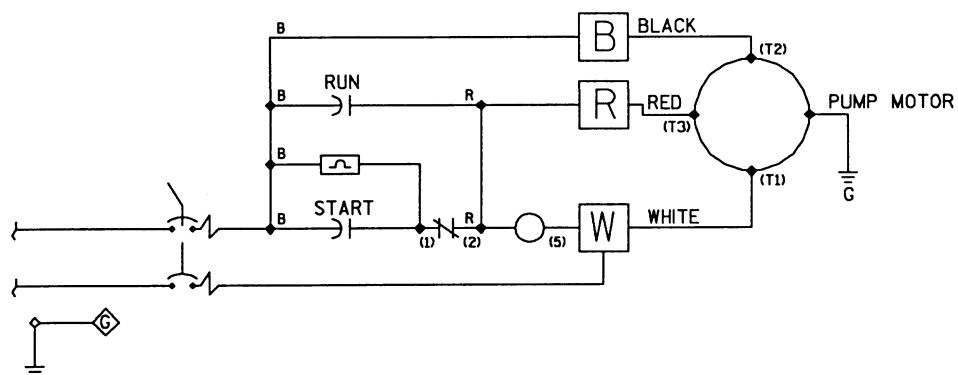 B B BLACK
(T2)
RUN
B R R RED
(T3)
PUMP MOTOR
B
(T1)
G
START
B R W WHITE
(1) (2) (5)
G